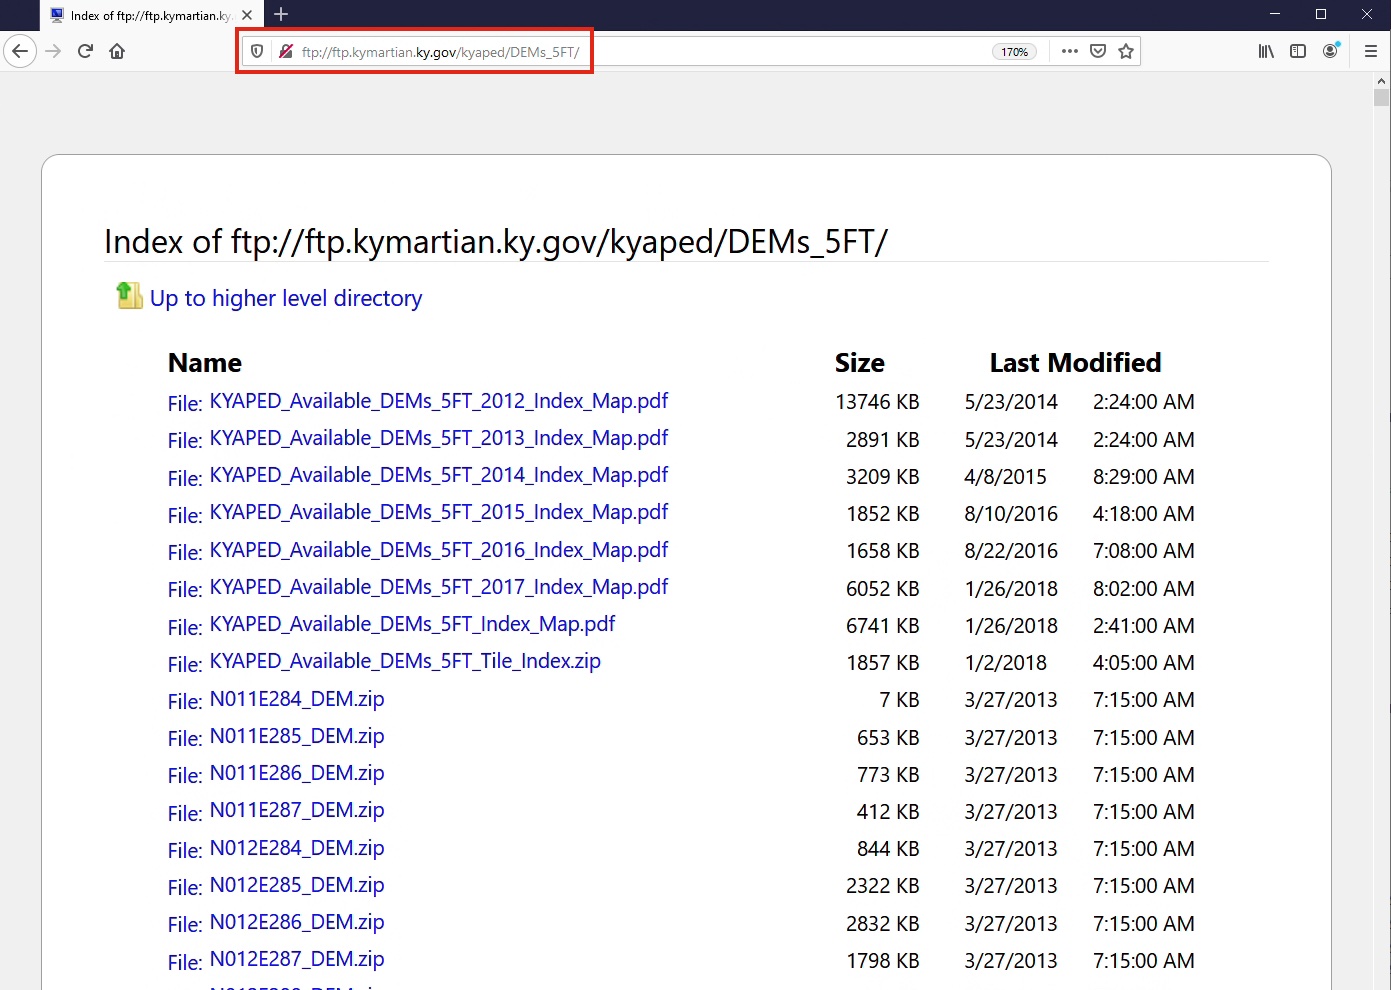 Index of ftp://ftp.kymartian.ky.
ftp://ftp.kymartian.ky.gov/kyaped/DEMs_5FT/
170%
Index of ftp://ftp.kymartian.ky.gov/kyaped/DEMs_5FT/
Up to higher level directory
Name Size Last Modified
File: KYAPED_Available_DEMs_5FT_2012_Index_Map.pdf 13746 KB 5/23/2014 2:24:00 AM
File: KYAPED_Available_DEMs_5FT_2013_Index_Map.pdf 2891 KB 5/23/2014 2:24:00 AM
File: KYAPED_Available_DEMs_5FT_2014_Index_Map.pdf 3209 KB 4/8/2015 8:29:00 AM
File: KYAPED_Available_DEMs_5FT_2015_Index_Map.pdf 1852 KB 8/10/2016 4:18:00 AM
File: KYAPED_Available_DEMs_5FT_2016_Index_Map.pdf 1658 KB 8/22/2016 7:08:00 AM
File: KYAPED_Available_DEMs_5FT_2017_Index_Map.pdf 6052 KB 1/26/2018 8:02:00 AM
File: KYAPED_Available_DEMs_5FT_Index_Map.pdf 6741 KB 1/26/2018 2:41:00 AM
File: KYAPED_Available_DEMs_5FT_Tile_Index.zip 1857 KB 1/2/2018 4:05:00 AM
File: N011E284_DEM.zip 7 KB 3/27/2013 7:15:00 AM
File: N011E285_DEM.zip 653 KB 3/27/2013 7:15:00 AM
File: N011E286_DEM.zip 773 KB 3/27/2013 7:15:00 AM
File: N011E287_DEM.zip 412 KB 3/27/2013 7:15:00 AM
File: N012E284_DEM.zip 844 KB 3/27/2013 7:15:00 AM
File: N012E285_DEM.zip 2322 KB 3/27/2013 7:15:00 AM
File: N012E286_DEM.zip 2832 KB 3/27/2013 7:15:00 AM
File: N012E287_DEM.zip 1798 KB 3/27/2013 7:15:00 AM